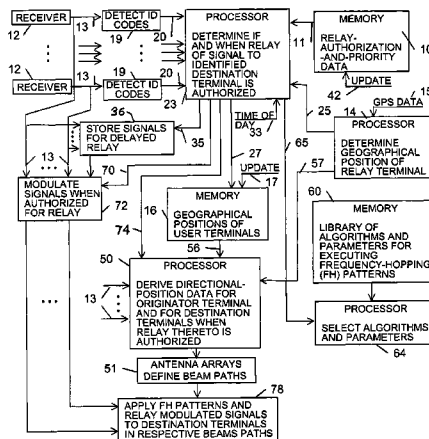 RECEIVER
12
13
DETECT ID CODES
19
20
PROCESSOR
DETERMINE IF AND WHEN RELAY OF SIGNAL TO IDENTIFIED DESTINATION TERMINAL IS AUTHORIZED
11
MEMORY
RELAY-AUTHORIZATION-AND-PRIORITY DATA
10
12
RECEIVER
13
19
DETECT ID CODES
20
23
UPDATE
42
GPS DATA
15
36
STORE SIGNALS FOR DELAYED RELAY
35
TIME OF DAY
33
65
25
14
PROCESSOR
DETERMINE GEOGRAPHICAL POSITION OF RELAY TERMINAL
57
13
70
27
MODULATE SIGNALS WHEN AUTHORIZED FOR RELAY
72
74
UPDATE
17
MEMORY
GEOGRAPHICAL POSITIONS OF USER TERMINALS
16
56
60
MEMORY
LIBRARY OF ALGORITHMS AND PARAMETERS FOR EXECUTING FREQUENCY-HOPPING (FH) PATTERNS
50
13
PROCESSOR
DERIVE DIRECTIONAL-POSITION DATA FOR ORIGINATOR TERMINAL AND FOR DESTINATION TERMINALS WHEN RELAY THERETO IS AUTHORIZED
PROCESSOR
SELECT ALGORITHMS AND PARAMETERS
64
51
ANTENNA ARRAYS DEFINE BEAM PATHS
78
APPLY FH PATTERNS AND RELAY MODULATED SIGNALS TO DESTINATION TERMINALS IN RESPECTIVE BEAMS PATHS